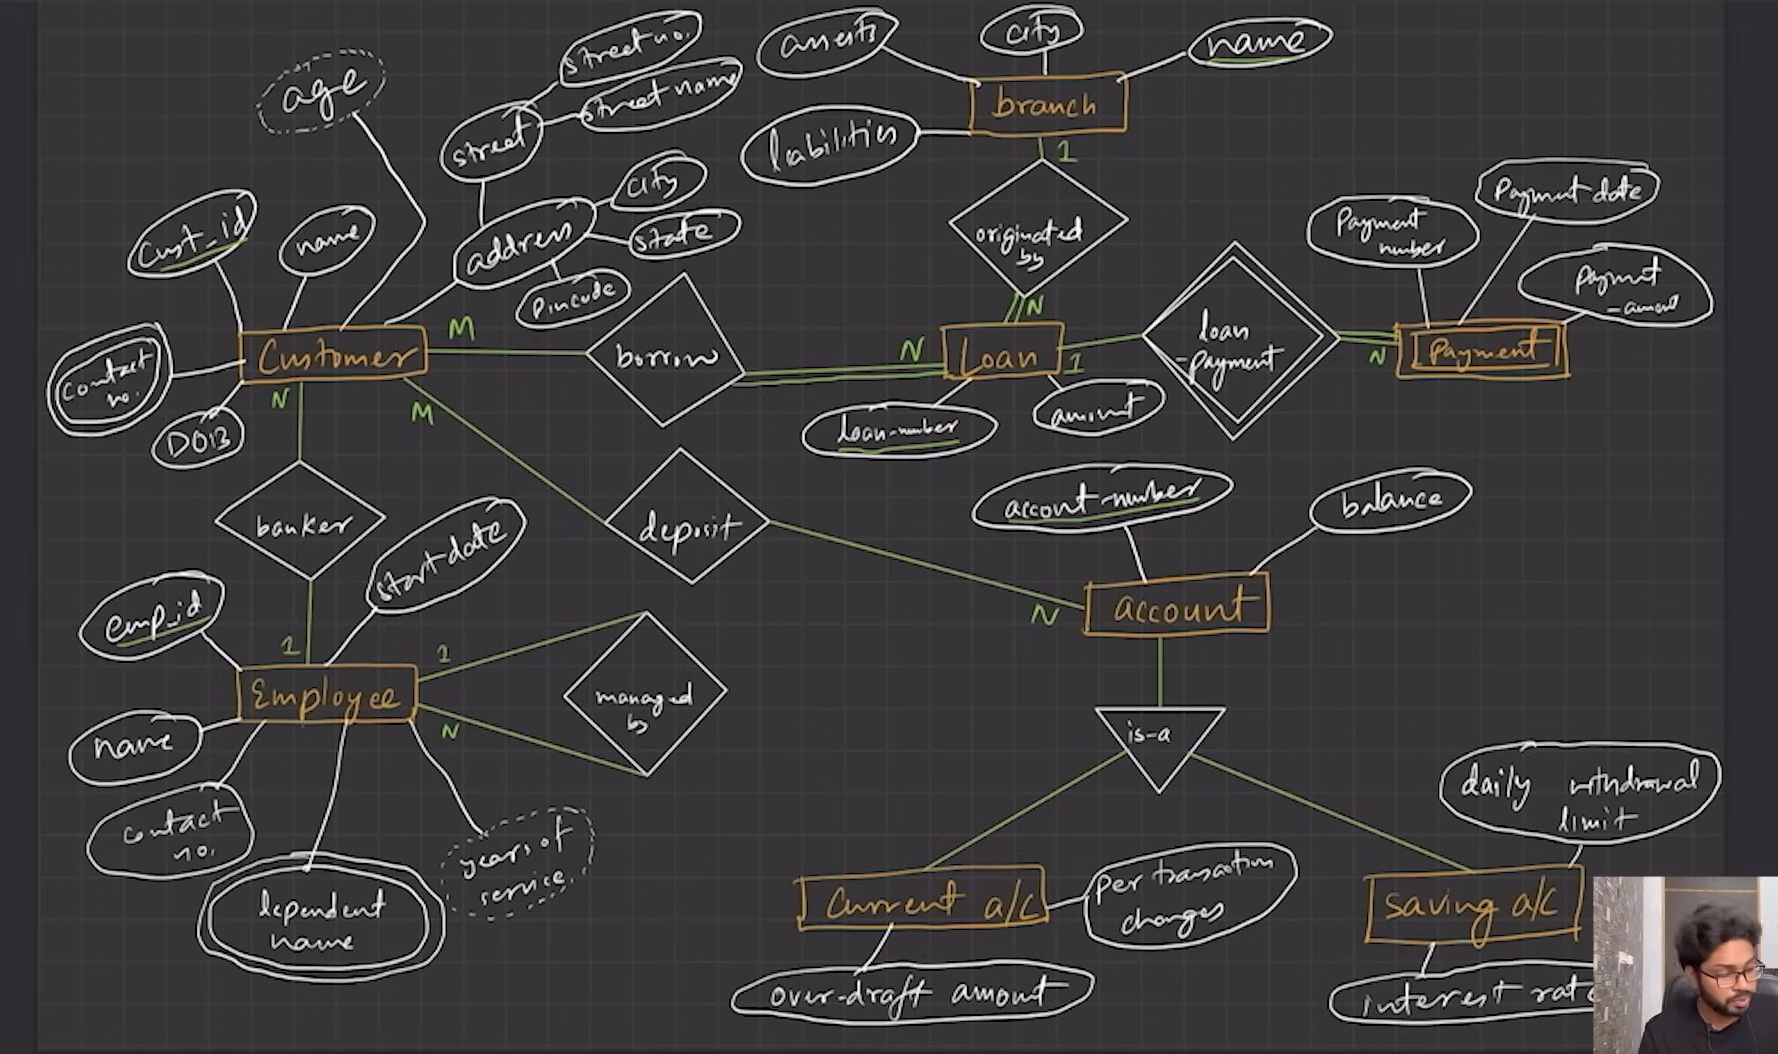 age
street no.
street name
street
assets
city
name
branch
liabilities
1
cust_id
name
address
city
state
pincode
originated
by
N
Payment
number
Payment date
Payment
-amount
contact
no.
DOB
Customer
M
borrow
N
Loan
1
loan
-payment
N
Payment
loan-number
amount
N
M
banker
deposit
start date
account-number
balance
N
account
emp_id
1
Employee
1
N
managed
by
name
contact
no.
dependent
name
years of
service
is-a
daily withdrawal
limit
Current a/c
per transaction
charges
over-draft amount
saving a/c
interest rate